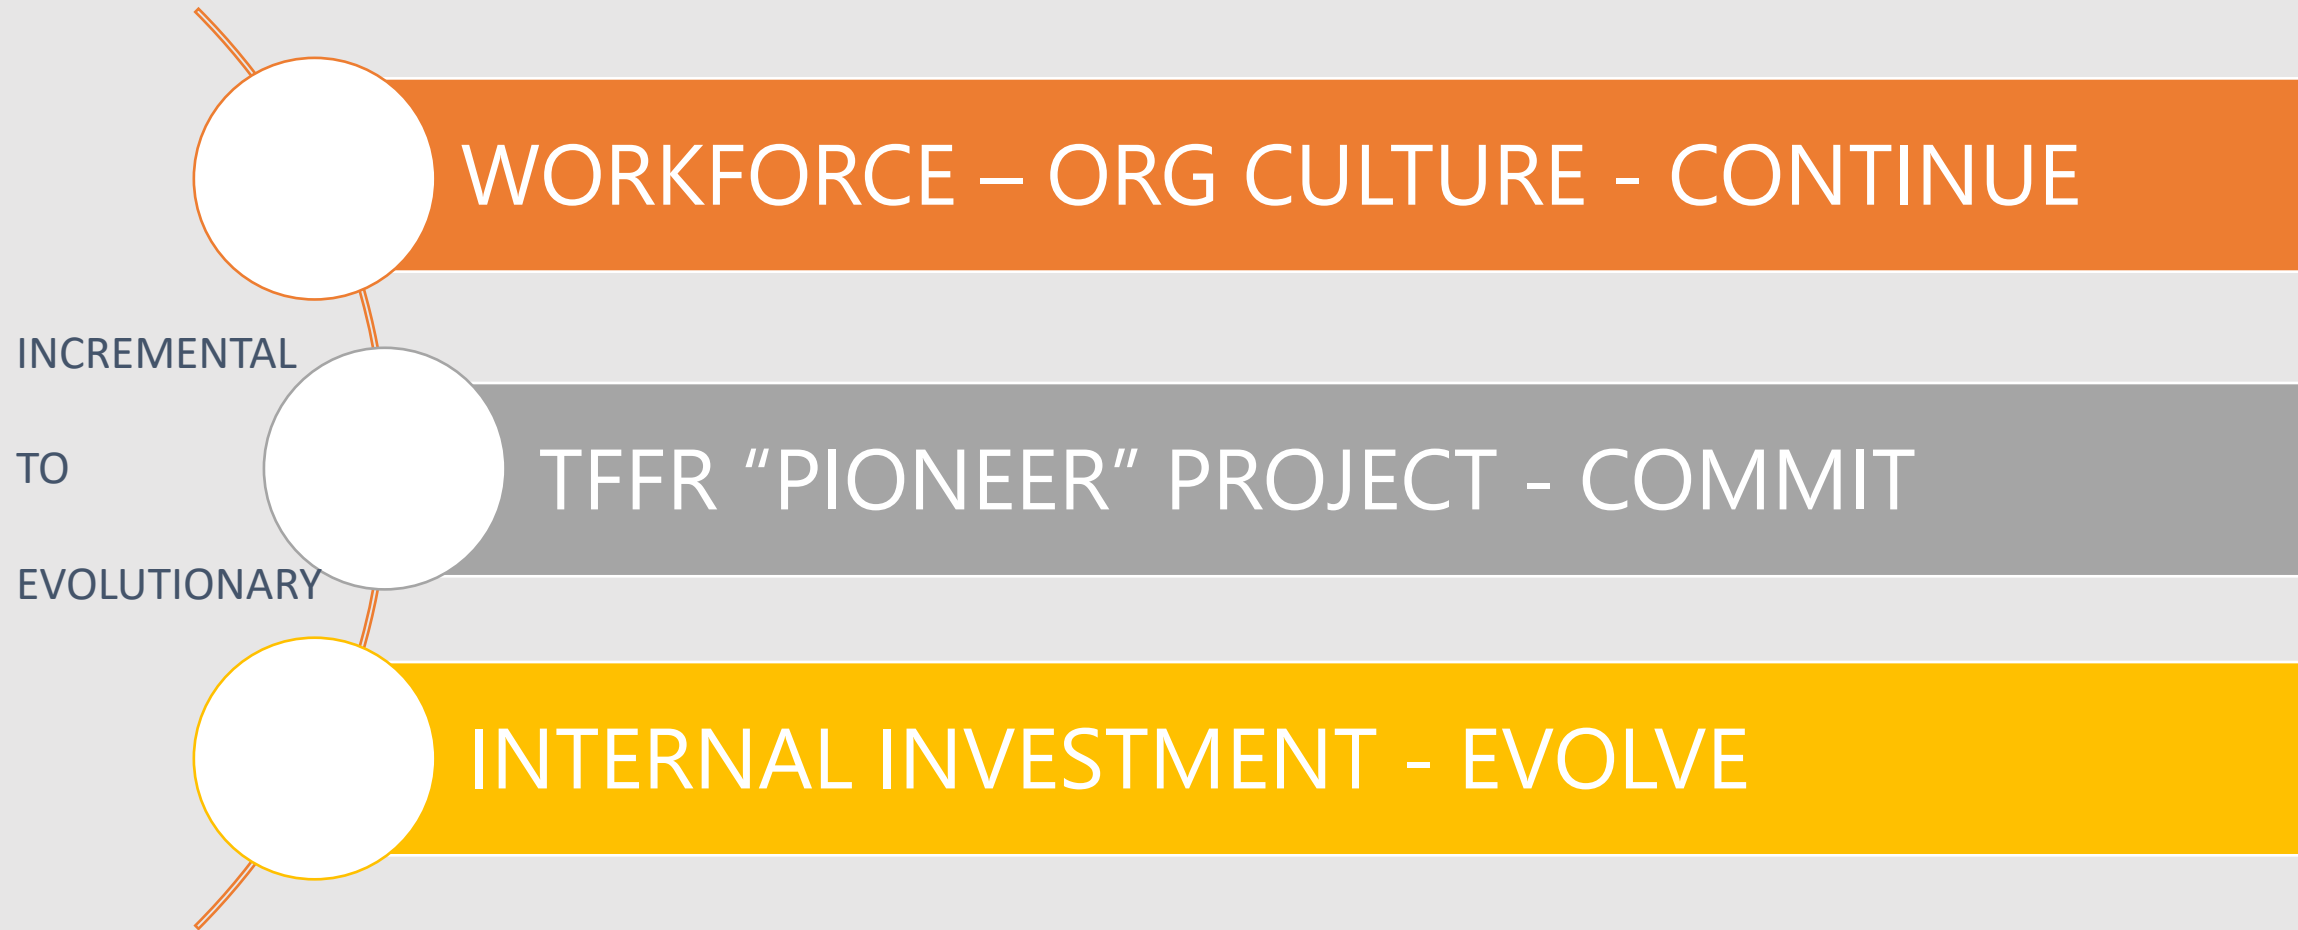 WORKFORCE – ORG CULTURE - CONTINUE
INCREMENTAL
TO
EVOLUTIONARY
TFFR “PIONEER” PROJECT - COMMIT
INTERNAL INVESTMENT - EVOLVE